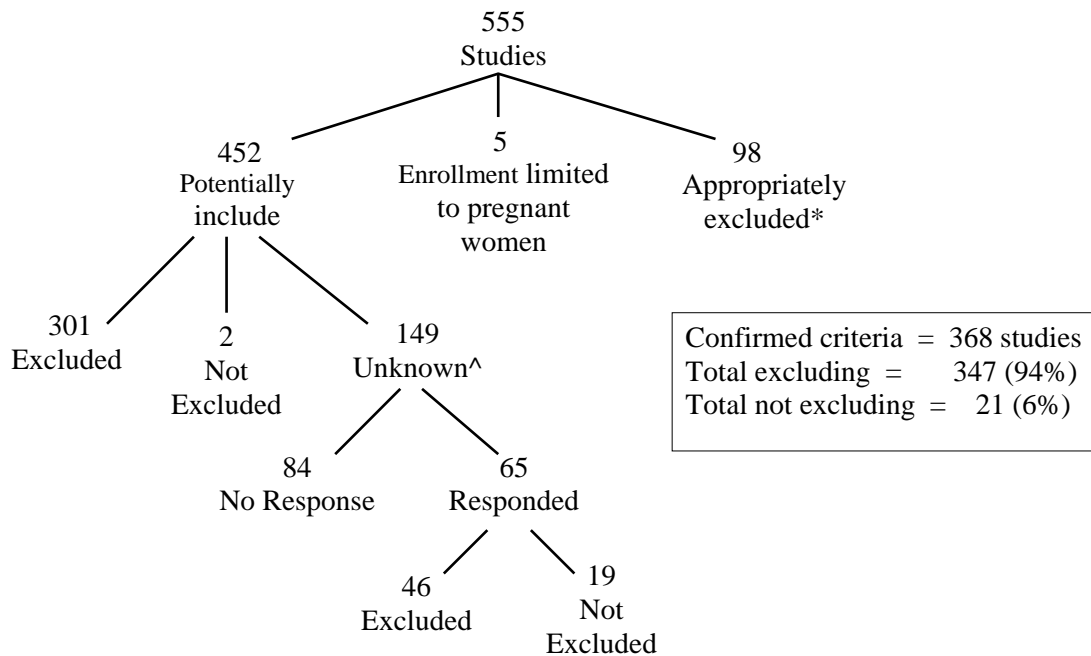 555
Studies
452
Potentially
include
5
Enrollment limited
to pregnant
women
98
Appropriately
excluded*
301
Excluded
2
Not
Excluded
149
Unknown^
Confirmed criteria = 368 studies
Total excluding = 347 (94%)
Total not excluding = 21 (6%)
84
No Response
65
Responded
46
Excluded
19
Not
Excluded